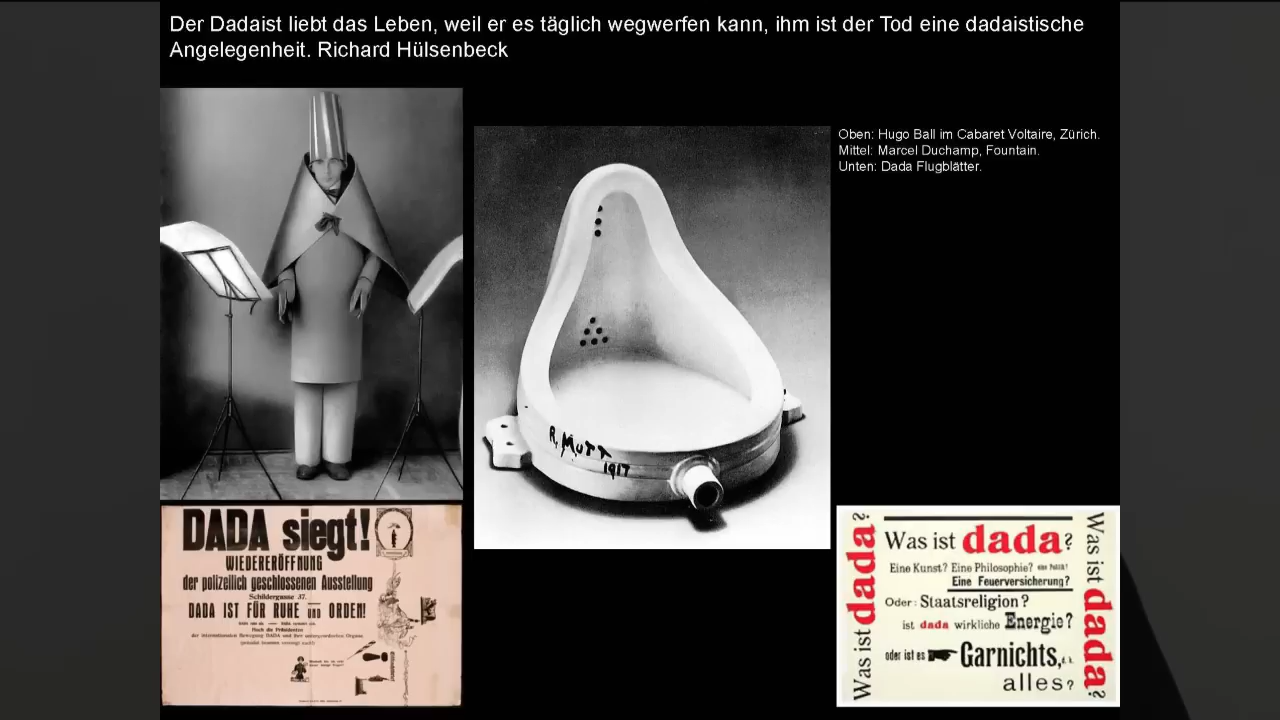 Der Dadaist liebt das Leben, weil er es täglich wegwerfen kann, ihm ist der Tod eine dadaistische
Angelegenheit. Richard Hülsenbeck
Oben: Hugo Ball im Cabaret Voltaire, Zürich.
Mittel: Marcel Duchamp, Fountain.
Unten: Dada Flugblätter.
R. MUTT
1917
DADA siegt!
WIEDERERÖFFNUNG
der polizeilich geschlossenen Ausstellung
Schildergasse 37.
DADA IST FÜR RUHE und ORDEN!
Was ist dada?
Was ist dada?
Eine Kunst? Eine Philosophie? eine Politik?
Eine Feuerversicherung?
Oder: Staatsreligion?
ist dada wirkliche Energie?
oder ist es Garnichts, d.h.
alles?
Was ist dada?